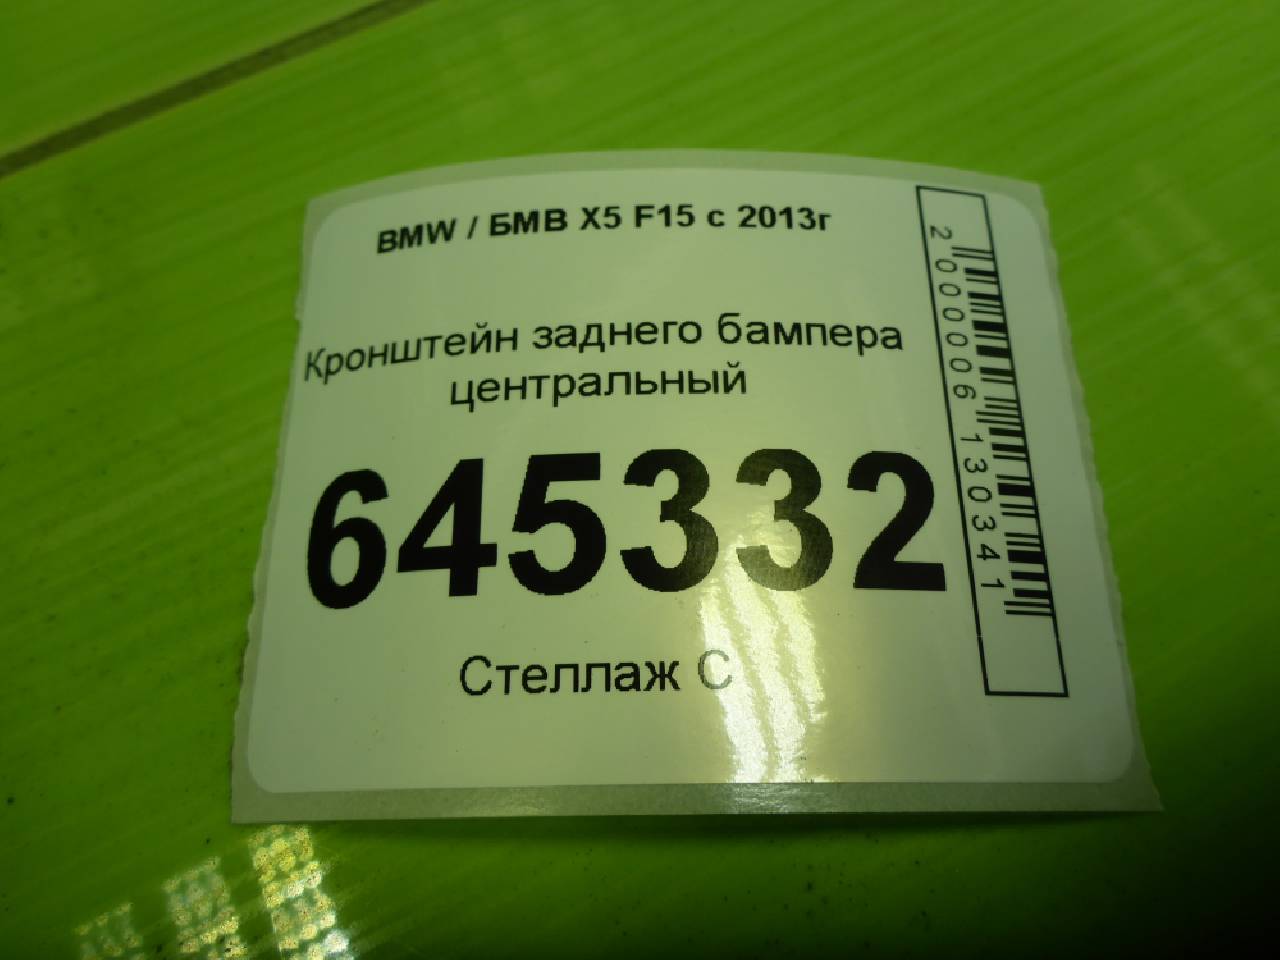 BMW / БМВ X5 F15 с 2013г
Кронштейн заднего бампера
центральный
645332
Стеллаж С
2000006130341